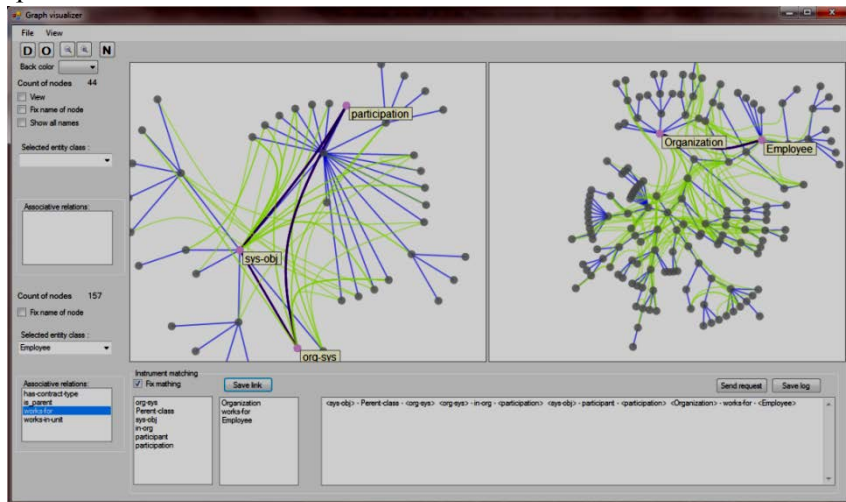 Graph visualizer
File View
D O N
Back color
Count of nodes 44
View
Fix name of node
Show all names
Selected entity class :
Associative relations:
Count of nodes 157
Fix name of node
Selected entity class :
Employee
Associative relations:
has-contract-type
is_parent
works-for
works-in-unit
participation
sys-obj
org-sys
Organization
Employee
Instrument matching
Fix mathing
Save link
Send request
Save log
org-sys
Parent-class
sys-obj
in-org
participant
participation
Organization
works-for
Employee
<sys-obj> - Parent-class - <org-sys> <org-sys> - in-org - <participation> <sys-obj> - participant - <participation> <Organization> - works-for - <Employee>